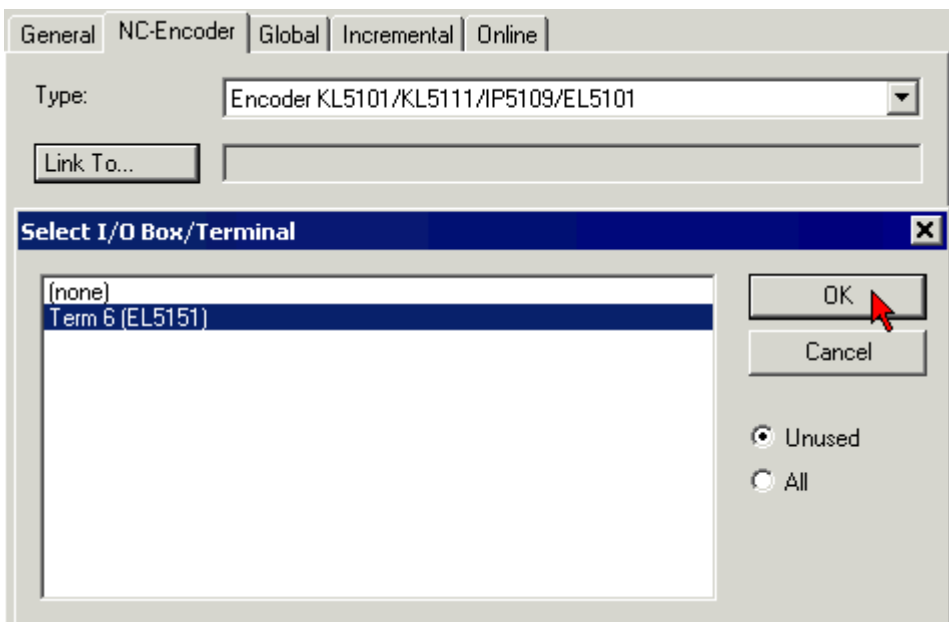 General NC-Encoder Global Incremental Online
Type: Encoder KL5101/KL5111/IP5109/EL5101
Link To...
Select I/O Box/Terminal
(none)
Term 6 (EL5151)
OK
Cancel
Unused
All